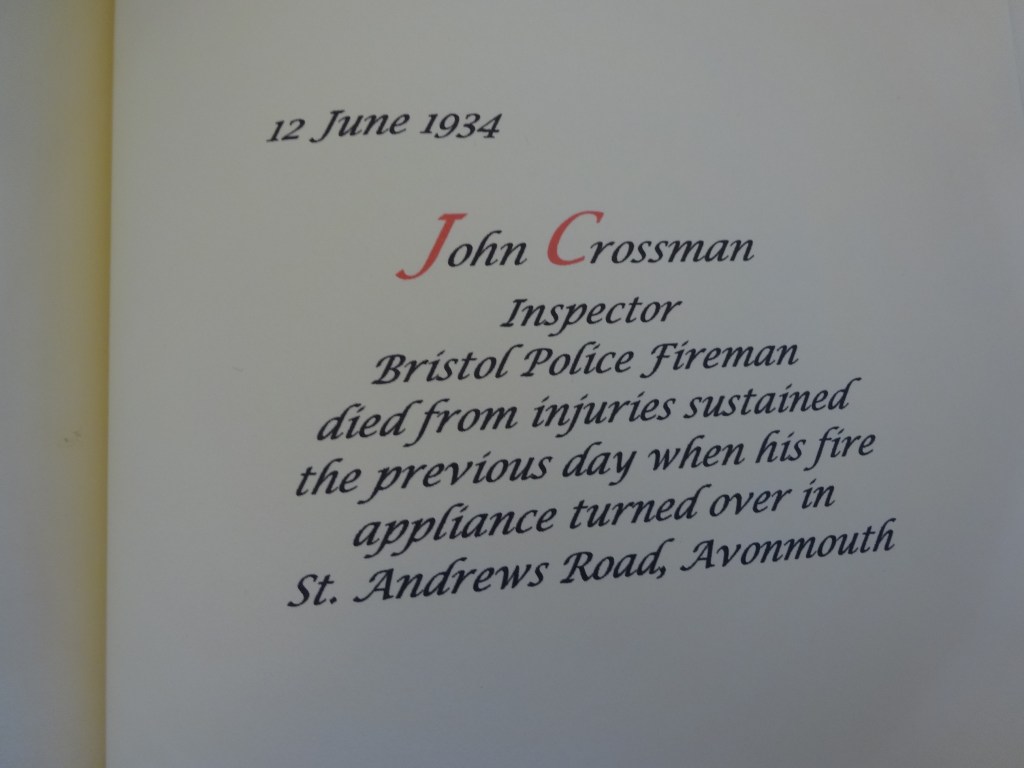 12 June 1934
John Crossman
Inspector
Bristol Police Fireman
died from injuries sustained
the previous day when his fire
appliance turned over in
St. Andrews Road, Avonmouth